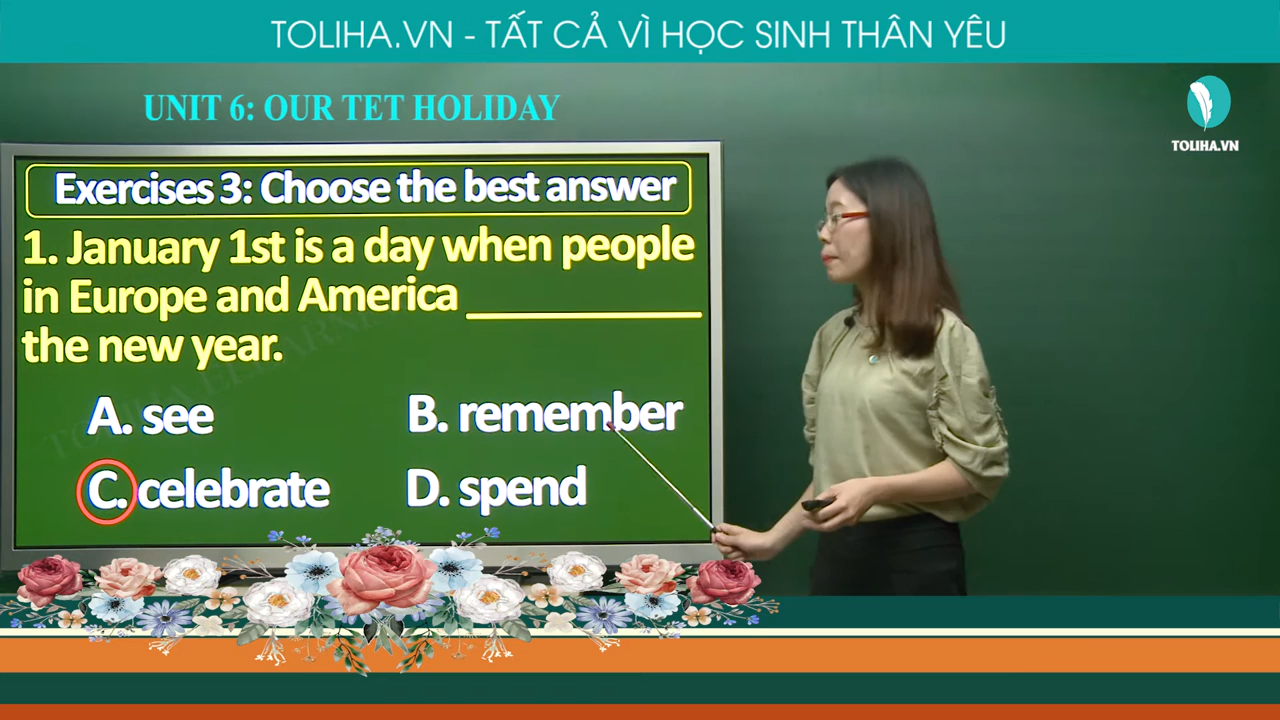 TOLIHA.VN - TẤT CẢ VÌ HỌC SINH THÂN YÊU
UNIT 6: OUR TET HOLIDAY
TOLIHA.VN
Exercises 3: Choose the best answer
1. January 1st is a day when people
in Europe and America __________
the new year.
A. see
B. remember
C. celebrate
D. spend